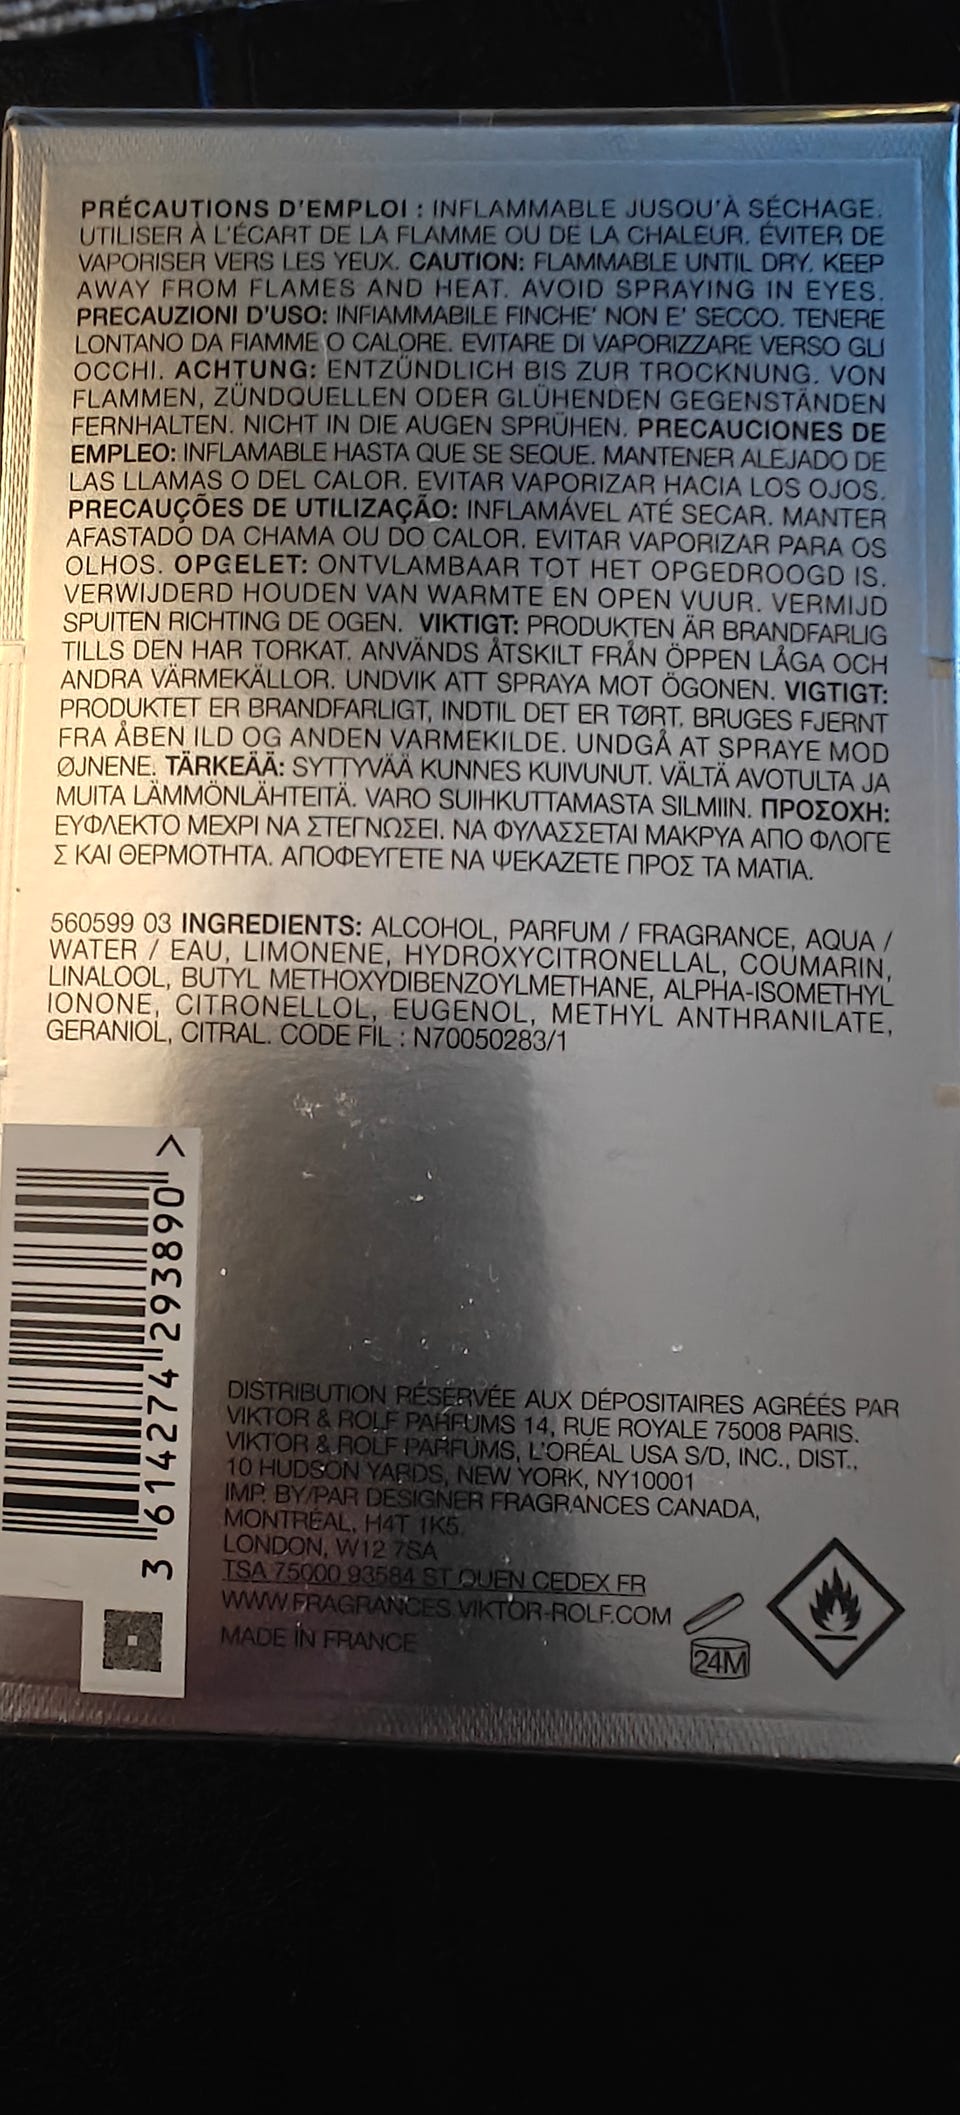 PRÉCAUTIONS D'EMPLOI : INFLAMMABLE JUSQU'À SÉCHAGE.
UTILISER À L'ÉCART DE LA FLAMME OU DE LA CHALEUR. ÉVITER DE
VAPORISER VERS LES YEUX. CAUTION: FLAMMABLE UNTIL DRY. KEEP
AWAY FROM FLAMES AND HEAT. AVOID SPRAYING IN EYES.
PRECAUZIONI D'USO: INFIAMMABILE FINCHE' NON E' SECCO. TENERE
LONTANO DA FIAMME O CALORE. EVITARE DI VAPORIZZARE VERSO GLI
OCCHI. ACHTUNG: ENTZÜNDLICH BIS ZUR TROCKNUNG. VON
FLAMMEN, ZÜNDQUELLEN ODER GLÜHENDEN GEGENSTÄNDEN
FERNHALTEN. NICHT IN DIE AUGEN SPRÜHEN. PRECAUCIONES DE
EMPLEO: INFLAMABLE HASTA QUE SE SEQUE. MANTENER ALEJADO DE
LAS LLAMAS O DEL CALOR. EVITAR VAPORIZAR HACIA LOS OJOS.
PRECAUÇÕES DE UTILIZAÇÃO: INFLAMÁVEL ATÉ SECAR. MANTER
AFASTADO DA CHAMA OU DO CALOR. EVITAR VAPORIZAR PARA OS
OLHOS. OPGELET: ONTVLAMBAAR TOT HET OPGEDROOGD IS.
VERWIJDERD HOUDEN VAN WARMTE EN OPEN VUUR. VERMIJD
SPUITEN RICHTING DE OGEN. VIKTIGT: PRODUKTEN ÄR BRANDFARLIG
TILLS DEN HAR TORKAT. ANVÄNDS ÅTSKILT FRÅN ÖPPEN LÅGA OCH
ANDRA VÄRMEKÄLLOR. UNDVIK ATT SPRAYA MOT ÖGONEN. VIGTIGT:
PRODUKTET ER BRANDFARLIGT, INDTIL DET ER TØRT. BRUGES FJERNT
FRA ÅBEN ILD OG ANDEN VARMEKILDE. UNDGÅ AT SPRAYE MOD
ØJNENE. TÄRKEÄÄ: SYTTYVÄÄ KUNNES KUIVUNUT. VÄLTÄ AVOTULTA JA
MUITA LÄMMÖNLÄHTEITÄ. VARO SUIHKUTTAMASTA SILMIIN. ΠΡΟΣΟΧΗ:
ΕΥΦΛΕΚΤΟ ΜΕΧΡΙ ΝΑ ΣΤΕΓΝΩΣΕΙ. ΝΑ ΦΥΛΑΣΣΕΤΑΙ ΜΑΚΡΥΑ ΑΠΟ ΦΛΟΓΕ
Σ ΚΑΙ ΘΕΡΜΟΤΗΤΑ. ΑΠΟΦΕΥΓΕΤΕ ΝΑ ΨΕΚΑΖΕΤΕ ΠΡΟΣ ΤΑ ΜΑΤΙΑ.
560599 03 INGREDIENTS: ALCOHOL, PARFUM / FRAGRANCE, AQUA /
WATER / EAU, LIMONENE, HYDROXYCITRONELLAL, COUMARIN,
LINALOOL, BUTYL METHOXYDIBENZOYLMETHANE, ALPHA-ISOMETHYL
IONONE, CITRONELLOL, EUGENOL, METHYL ANTHRANILATE,
GERANIOL, CITRAL. CODE FIL : N70050283/1
3 614274 293890 >
DISTRIBUTION RÉSERVÉE AUX DÉPOSITAIRES AGRÉÉS PAR
VIKTOR & ROLF PARFUMS 14, RUE ROYALE 75008 PARIS.
VIKTOR & ROLF PARFUMS, L'ORÉAL USA S/D, INC., DIST.,
10 HUDSON YARDS, NEW YORK, NY10001
IMP. BY/PAR DESIGNER FRAGRANCES CANADA,
MONTRÉAL, H4T 1K5.
LONDON, W12 7SA
TSA 75000 93584 ST OUEN CEDEX FR
WWW.FRAGRANCES.VIKTOR-ROLF.COM
MADE IN FRANCE
24M